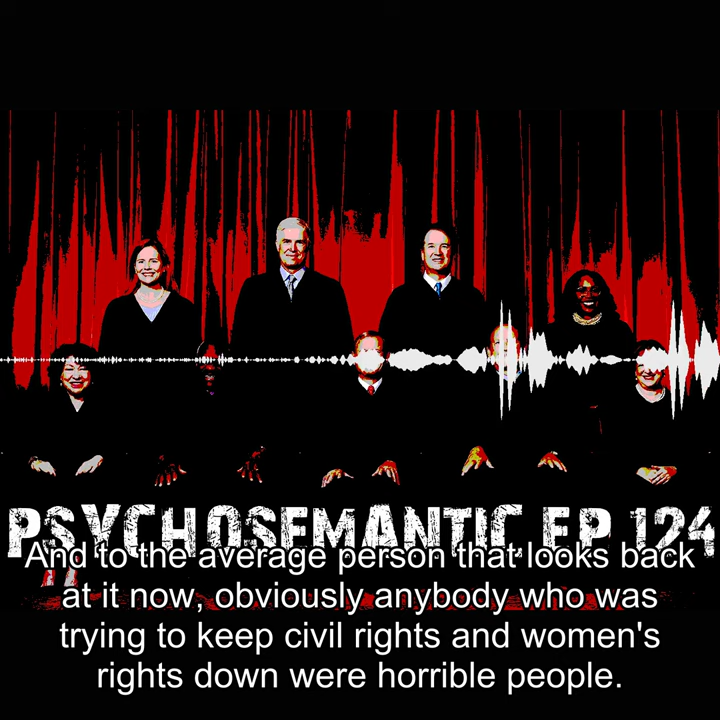 PSYCHOSEMANTIC EP 124
And to the average person that looks back
at it now, obviously anybody who was
trying to keep civil rights and women's
rights down were horrible people.